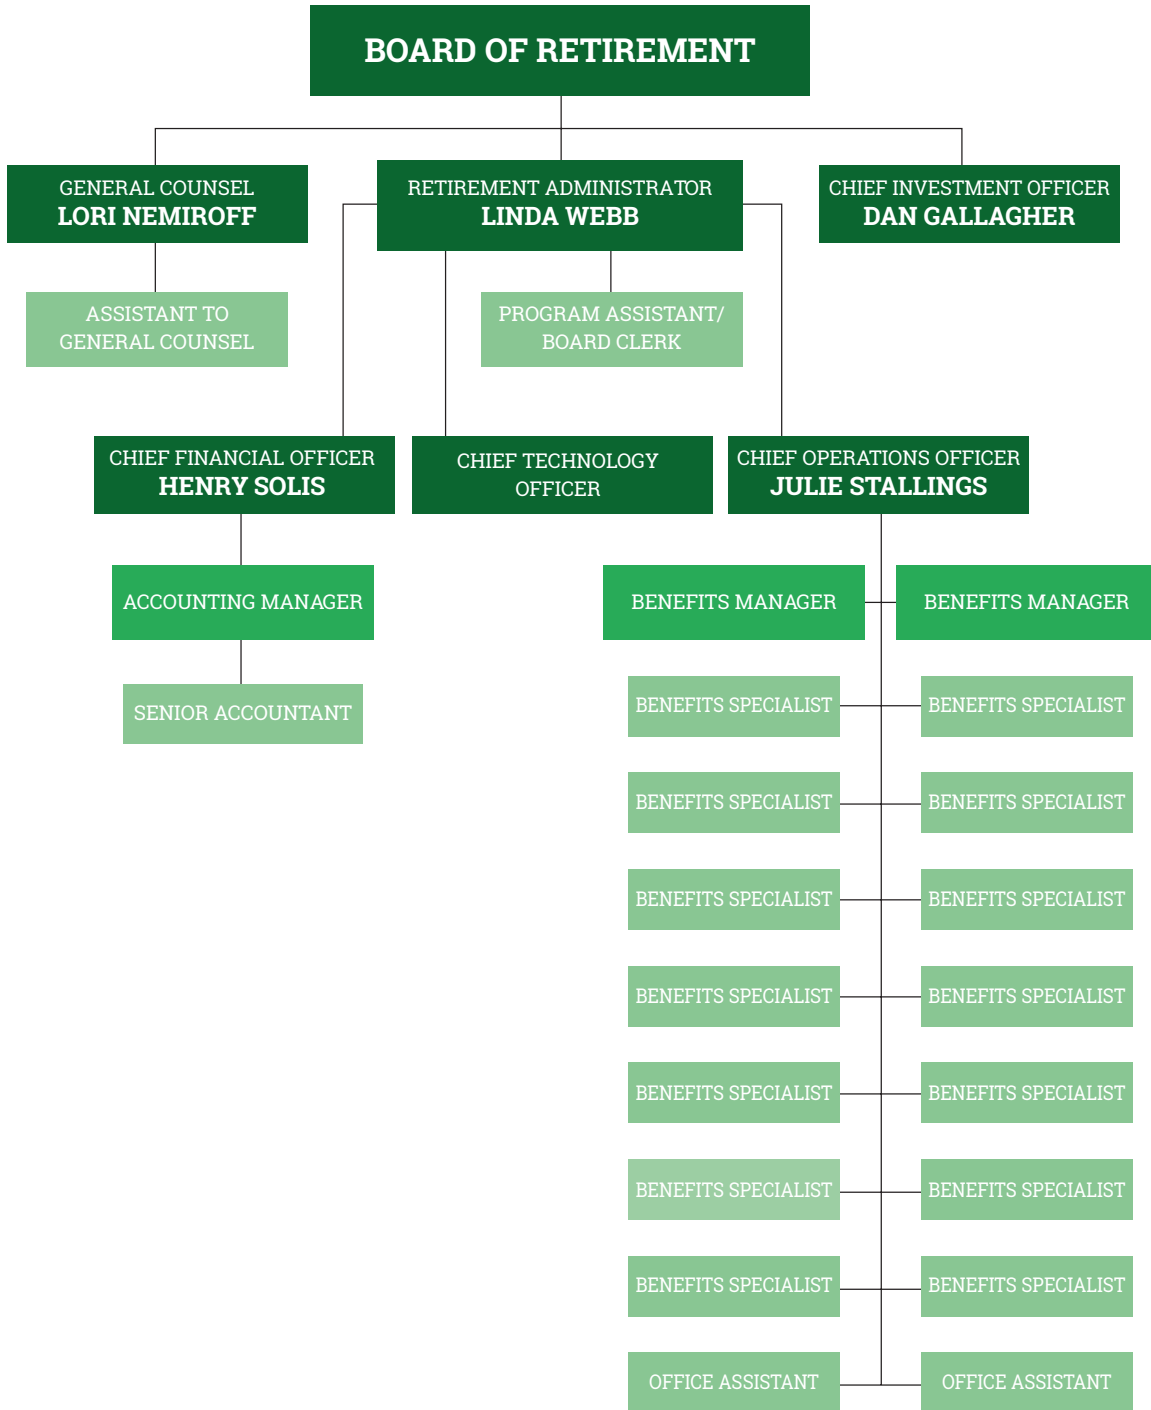 BOARD OF RETIREMENT
GENERAL COUNSEL
LORI NEMIROFF
RETIREMENT ADMINISTRATOR
LINDA WEBB
CHIEF INVESTMENT OFFICER
DAN GALLAGHER
ASSISTANT TO
GENERAL COUNSEL
PROGRAM ASSISTANT/
BOARD CLERK
CHIEF FINANCIAL OFFICER
HENRY SOLIS
CHIEF TECHNOLOGY
OFFICER
CHIEF OPERATIONS OFFICER
JULIE STALLINGS
ACCOUNTING MANAGER
BENEFITS MANAGER
BENEFITS MANAGER
SENIOR ACCOUNTANT
BENEFITS SPECIALIST
BENEFITS SPECIALIST
BENEFITS SPECIALIST
BENEFITS SPECIALIST
BENEFITS SPECIALIST
BENEFITS SPECIALIST
BENEFITS SPECIALIST
BENEFITS SPECIALIST
BENEFITS SPECIALIST
BENEFITS SPECIALIST
BENEFITS SPECIALIST
BENEFITS SPECIALIST
BENEFITS SPECIALIST
BENEFITS SPECIALIST
OFFICE ASSISTANT
OFFICE ASSISTANT